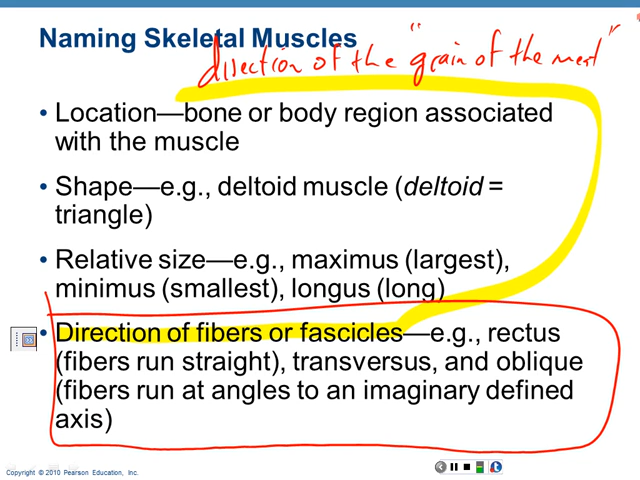 Naming Skeletal Muscles
direction of the "grain of the meat"
• Location—bone or body region associated
with the muscle
• Shape—e.g., deltoid muscle (deltoid =
triangle)
• Relative size—e.g., maximus (largest),
minimus (smallest), longus (long)
• Direction of fibers or fascicles—e.g., rectus
(fibers run straight), transversus, and oblique
(fibers run at angles to an imaginary defined
axis)
Copyright © 2010 Pearson Education, Inc.